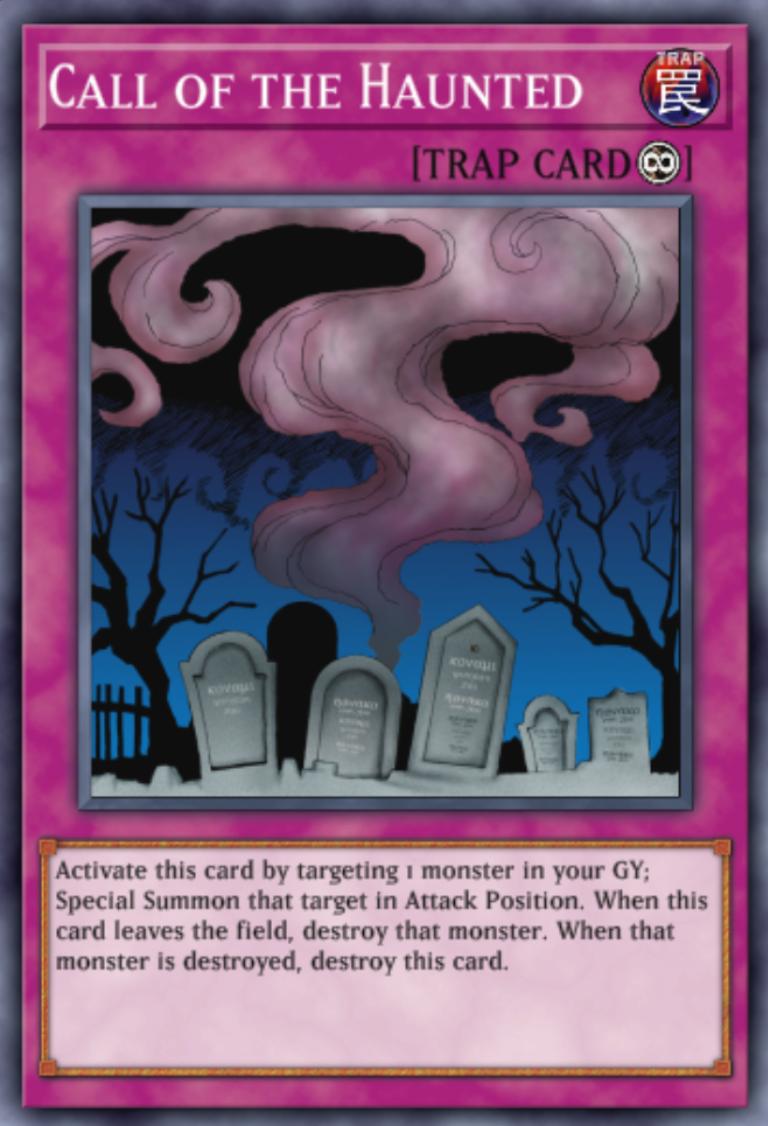 CALL OF THE HAUNTED
TRAP
罠
[TRAP CARD∞]
κοναμι
Activate this card by targeting 1 monster in your GY;
Special Summon that target in Attack Position. When this
card leaves the field, destroy that monster. When that
monster is destroyed, destroy this card.